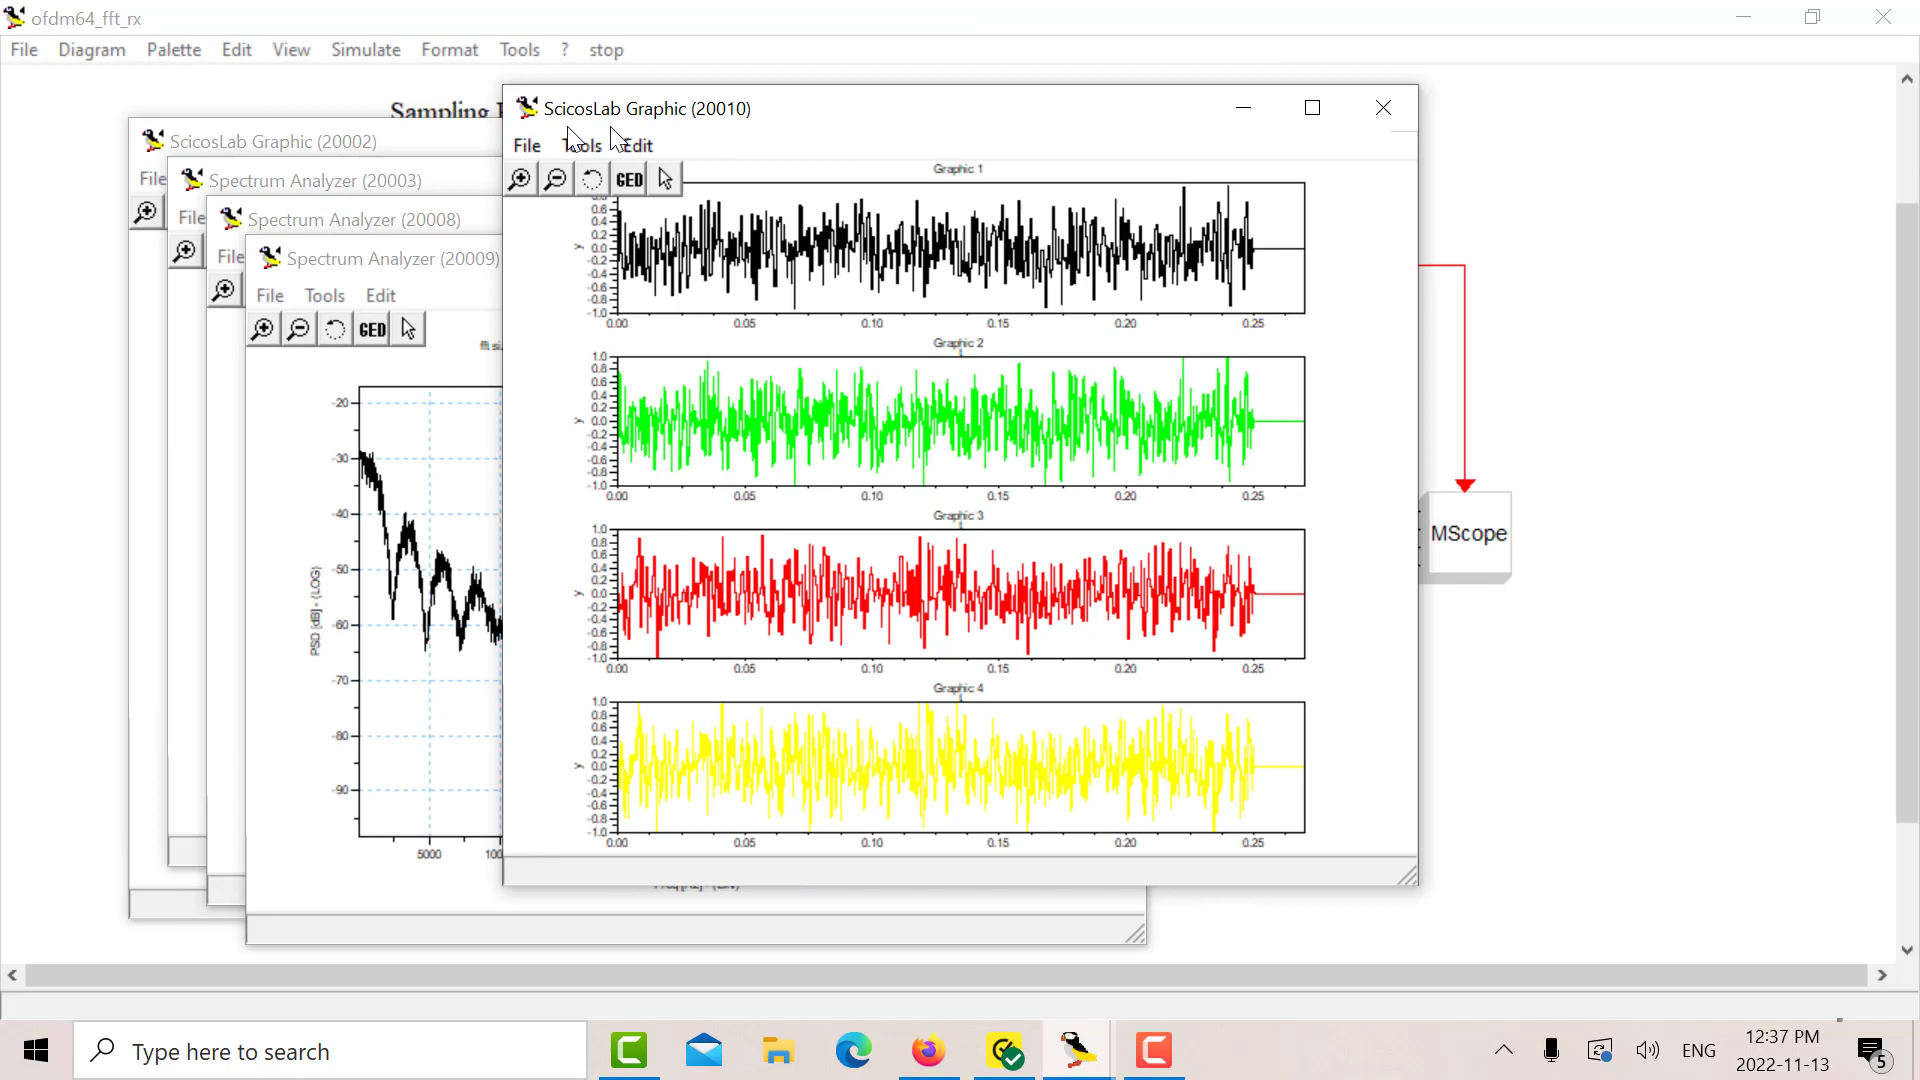 ofdm64_fft_rx
File Diagram Palette Edit View Simulate Format Tools ? stop
Sampling
ScicosLab Graphic (20002)
File
Spectrum Analyzer (20003)
File
Spectrum Analyzer (20008)
File
Spectrum Analyzer (20009)
File Tools Edit
GED
fft
-20
-30
-40
-50
-60
-70
-80
-90
PSD [dB] - (LOG)
5000
ScicosLab Graphic (20010)
File Tools Edit
GED
Graphic 1
0.8
0.6
0.4
0.2
0.0
-0.2
-0.4
-0.6
-0.8
-1.0
y
0.00 0.05 0.10 0.15 0.20 0.25
Graphic 2
t
1.0
0.8
0.6
0.4
0.2
0.0
-0.2
-0.4
-0.6
-0.8
-1.0
y
0.00 0.05 0.10 0.15 0.20 0.25
Graphic 3
t
1.0
0.8
0.6
0.4
0.2
0.0
-0.2
-0.4
-0.6
-0.8
-1.0
y
0.00 0.05 0.10 0.15 0.20 0.25
Graphic 4
t
1.0
0.8
0.6
0.4
0.2
0.0
-0.2
-0.4
-0.6
-0.8
-1.0
y
0.00 0.05 0.10 0.15 0.20 0.25
MScope
Type here to search
ENG
12:37 PM
2022-11-13
5